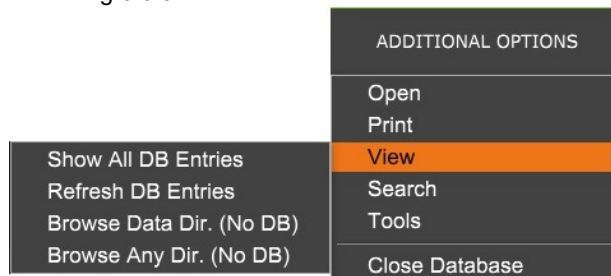 ADDITIONAL OPTIONS
Open
Print
View
Search
Tools
Close Database
Show All DB Entries
Refresh DB Entries
Browse Data Dir. (No DB)
Browse Any Dir. (No DB)